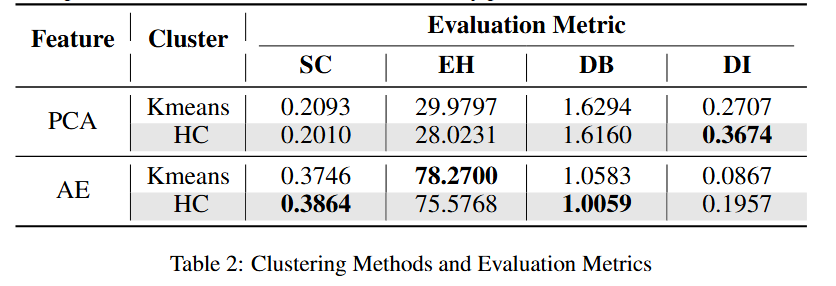 Feature Cluster Evaluation Metric
SC EH DB DI
PCA Kmeans 0.2093 29.9797 1.6294 0.2707
HC 0.2010 28.0231 1.6160 0.3674
AE Kmeans 0.3746 78.2700 1.0583 0.0867
HC 0.3864 75.5768 1.0059 0.1957
Table 2: Clustering Methods and Evaluation Metrics